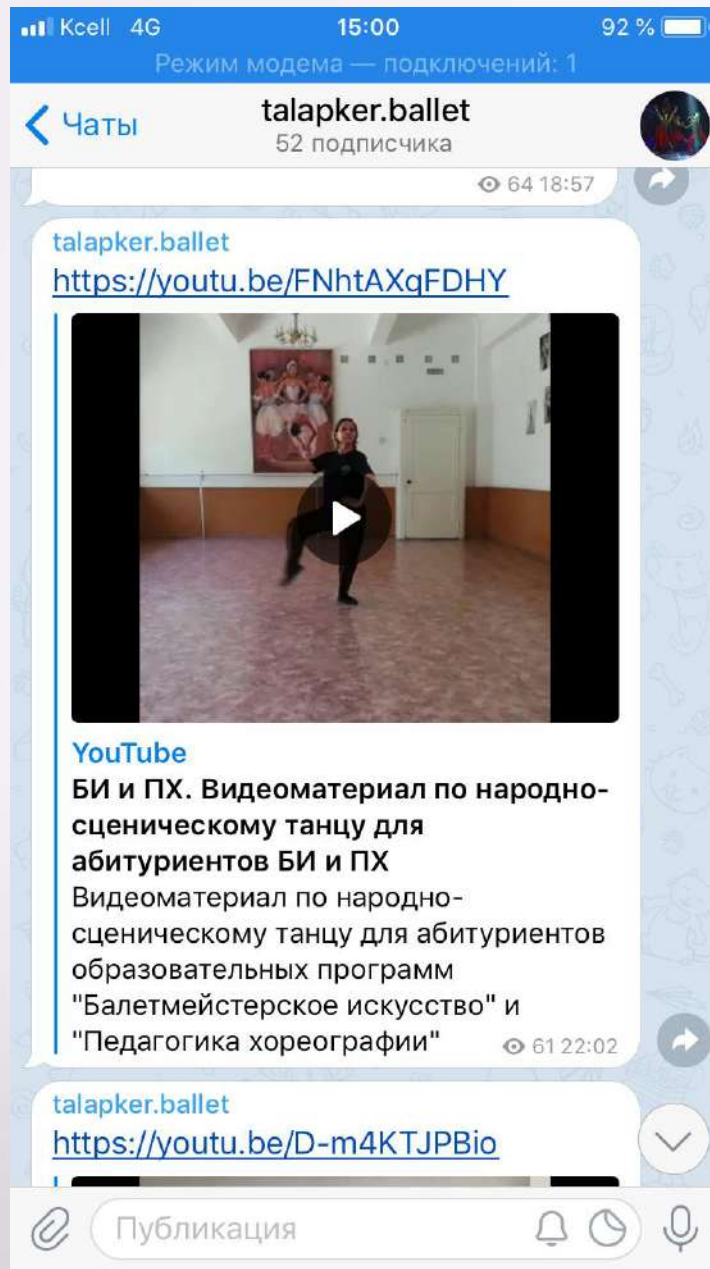 Kcell 4G 15:00 92 %
Режим модема — подключений: 1
Чаты
talapker.ballet
52 подписчика
64 18:57
talapker.ballet
https://youtu.be/FNhtAXqFDHY
YouTube
БИ и ПХ. Видеоматериал по народно-
сценическому танцу для
абитуриентов БИ и ПХ
Видеоматериал по народно-
сценическому танцу для абитуриентов
образовательных программ
"Балетмейстерское искусство" и
"Педагогика хореографии" 61 22:02
talapker.ballet
https://youtu.be/D-m4KTJPBio
Публикация